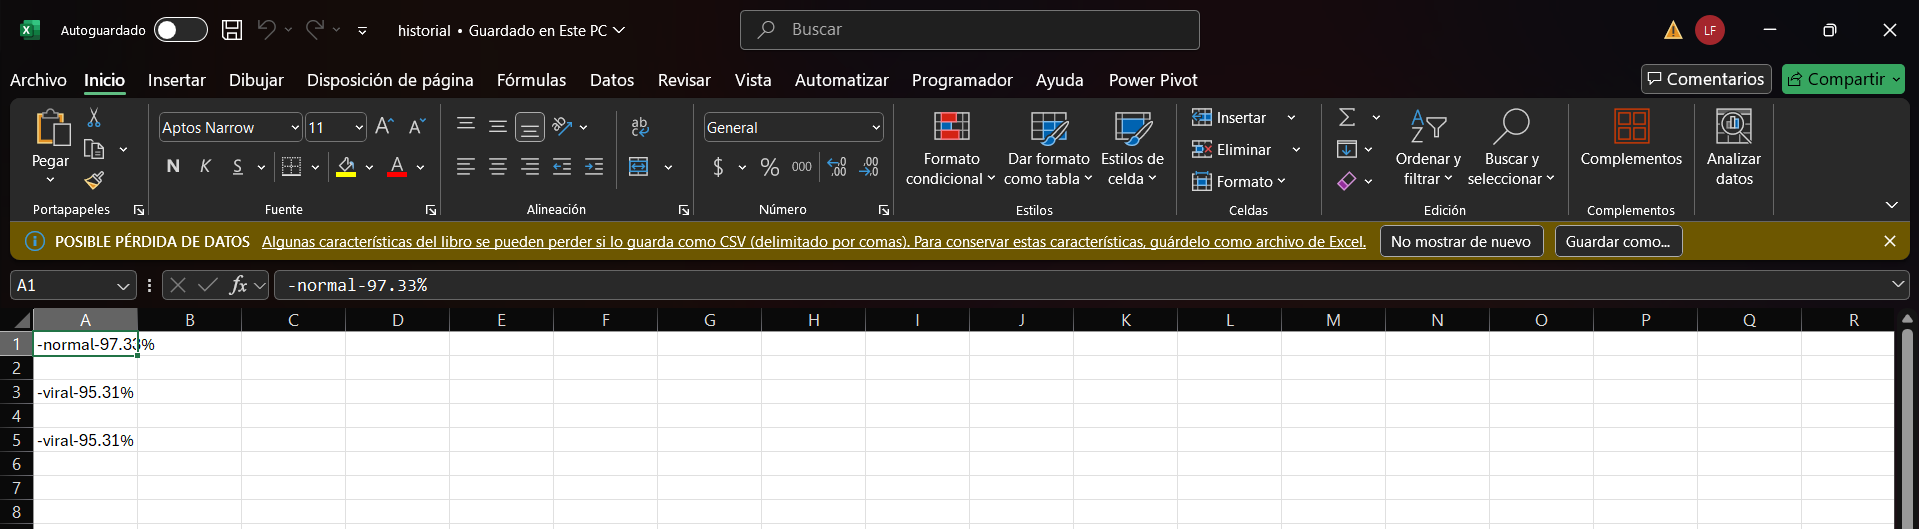 Autoguardado
historial • Guardado en Este PC
Buscar
LF
Archivo Inicio Insertar Dibujar Disposición de página Fórmulas Datos Revisar Vista Automatizar Programador Ayuda Power Pivot
Comentarios
Compartir
Pegar
Portapapeles
Aptos Narrow
11
N K S
Fuente
ab
Alineación
General
$ % 000
Número
Formato condicional
Dar formato como tabla
Estilos de celda
Estilos
Insertar
Eliminar
Formato
Celdas
Ordenar y filtrar
Buscar y seleccionar
Edición
Complementos
Complementos
Analizar datos
POSIBLE PÉRDIDA DE DATOS Algunas características del libro se pueden perder si lo guarda como CSV (delimitado por comas). Para conservar estas características, guárdelo como archivo de Excel.
No mostrar de nuevo
Guardar como...
A1
fx
-normal-97.33%
A B C D E F G H I J K L M N O P Q R
1 -normal-97.33%
2
3 -viral-95.31%
4
5 -viral-95.31%
6
7
8